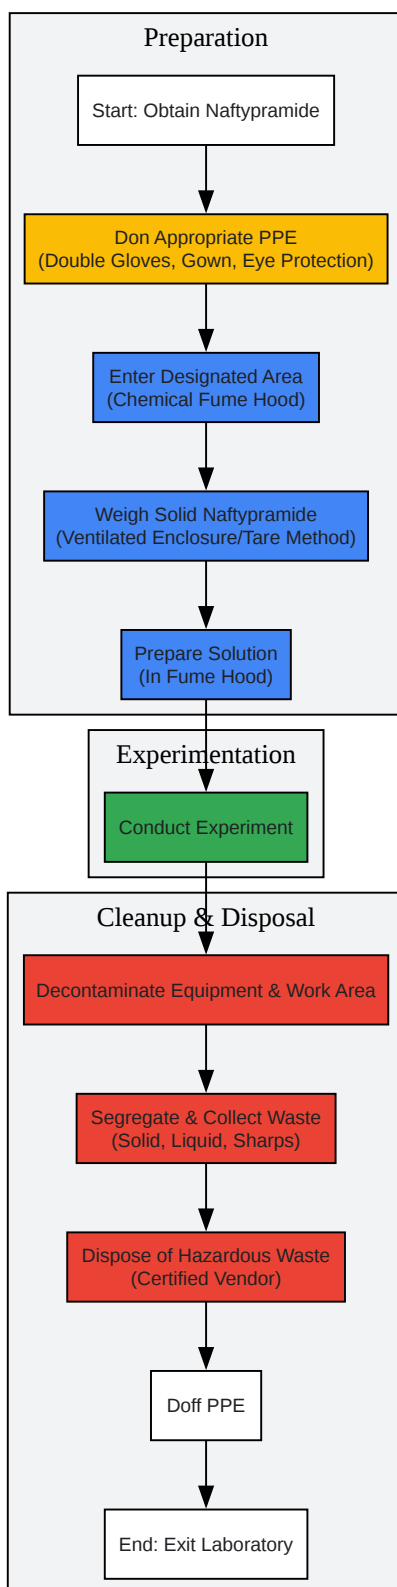 Preparation
Start: Obtain Naftypramide
Don Appropriate PPE
(Double Gloves, Gown, Eye Protection)
Enter Designated Area
(Chemical Fume Hood)
Weigh Solid Naftypramide
(Ventilated Enclosure/Tare Method)
Prepare Solution
(In Fume Hood)
Experimentation
Conduct Experiment
Cleanup & Disposal
Decontaminate Equipment & Work Area
Segregate & Collect Waste
(Solid, Liquid, Sharps)
Dispose of Hazardous Waste
(Certified Vendor)
Doff PPE
End: Exit Laboratory